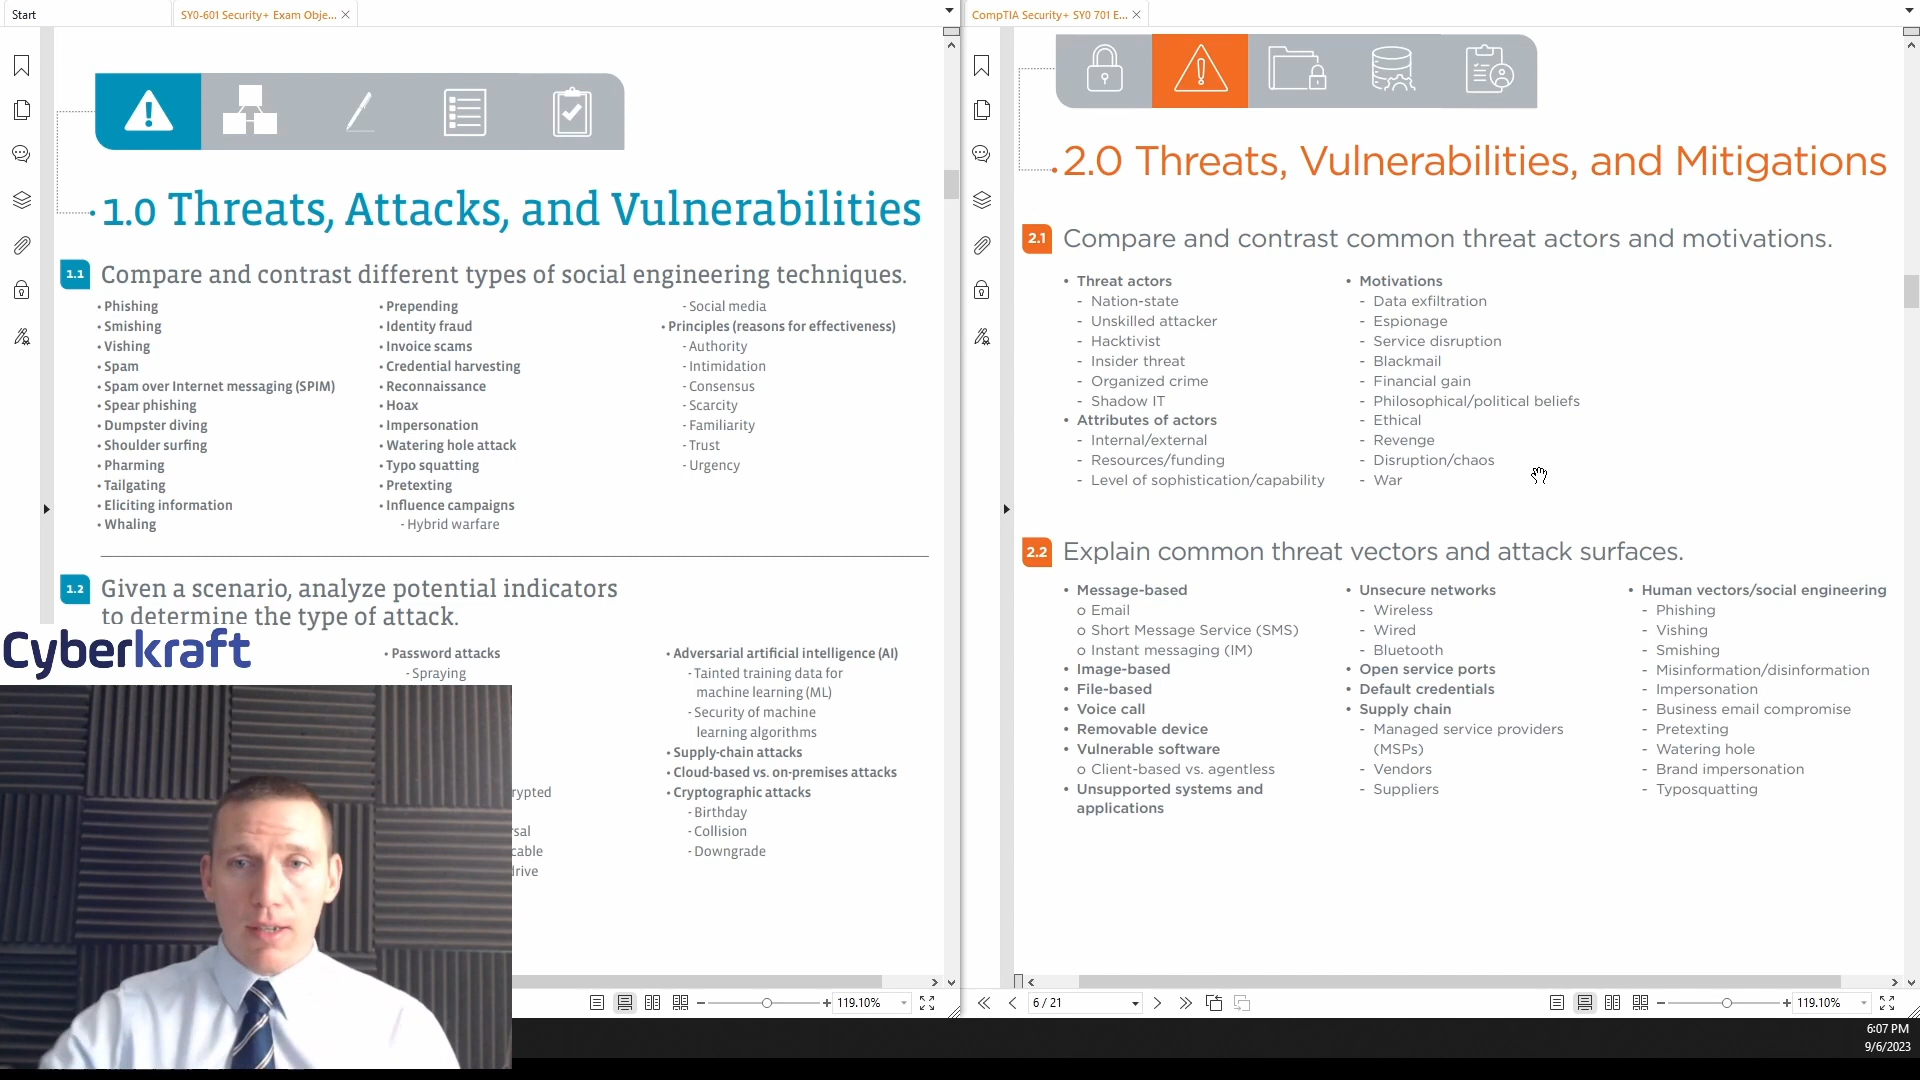 Start
SY0-601 Security+ Exam Obje...
1.0 Threats, Attacks, and Vulnerabilities
1.1 Compare and contrast different types of social engineering techniques.
• Phishing
• Smishing
• Vishing
• Spam
• Spam over Internet messaging (SPIM)
• Spear phishing
• Dumpster diving
• Shoulder surfing
• Pharming
• Tailgating
• Eliciting information
• Whaling
• Prepending
• Identity fraud
• Invoice scams
• Credential harvesting
• Reconnaissance
• Hoax
• Impersonation
• Watering hole attack
• Typo squatting
• Pretexting
• Influence campaigns
- Hybrid warfare
- Social media
• Principles (reasons for effectiveness)
- Authority
- Intimidation
- Consensus
- Scarcity
- Familiarity
- Trust
- Urgency
1.2 Given a scenario, analyze potential indicators
to determine the type of attack.
Cyberkraft
• Password attacks
- Spraying
rypted
sal
cable
drive
• Adversarial artificial intelligence (AI)
- Tainted training data for
machine learning (ML)
- Security of machine
learning algorithms
• Supply-chain attacks
• Cloud-based vs. on-premises attacks
• Cryptographic attacks
- Birthday
- Collision
- Downgrade
119.10%
CompTIA Security+ SY0 701 E...
2.0 Threats, Vulnerabilities, and Mitigations
2.1 Compare and contrast common threat actors and motivations.
• Threat actors
- Nation-state
- Unskilled attacker
- Hacktivist
- Insider threat
- Organized crime
- Shadow IT
• Attributes of actors
- Internal/external
- Resources/funding
- Level of sophistication/capability
• Motivations
- Data exfiltration
- Espionage
- Service disruption
- Blackmail
- Financial gain
- Philosophical/political beliefs
- Ethical
- Revenge
- Disruption/chaos
- War
2.2 Explain common threat vectors and attack surfaces.
• Message-based
o Email
o Short Message Service (SMS)
o Instant messaging (IM)
• Image-based
• File-based
• Voice call
• Removable device
• Vulnerable software
o Client-based vs. agentless
• Unsupported systems and
applications
• Unsecure networks
- Wireless
- Wired
- Bluetooth
• Open service ports
• Default credentials
• Supply chain
- Managed service providers
(MSPs)
- Vendors
- Suppliers
• Human vectors/social engineering
- Phishing
- Vishing
- Smishing
- Misinformation/disinformation
- Impersonation
- Business email compromise
- Pretexting
- Watering hole
- Brand impersonation
- Typosquatting
6 / 21
119.10%
6:07 PM
9/6/2023